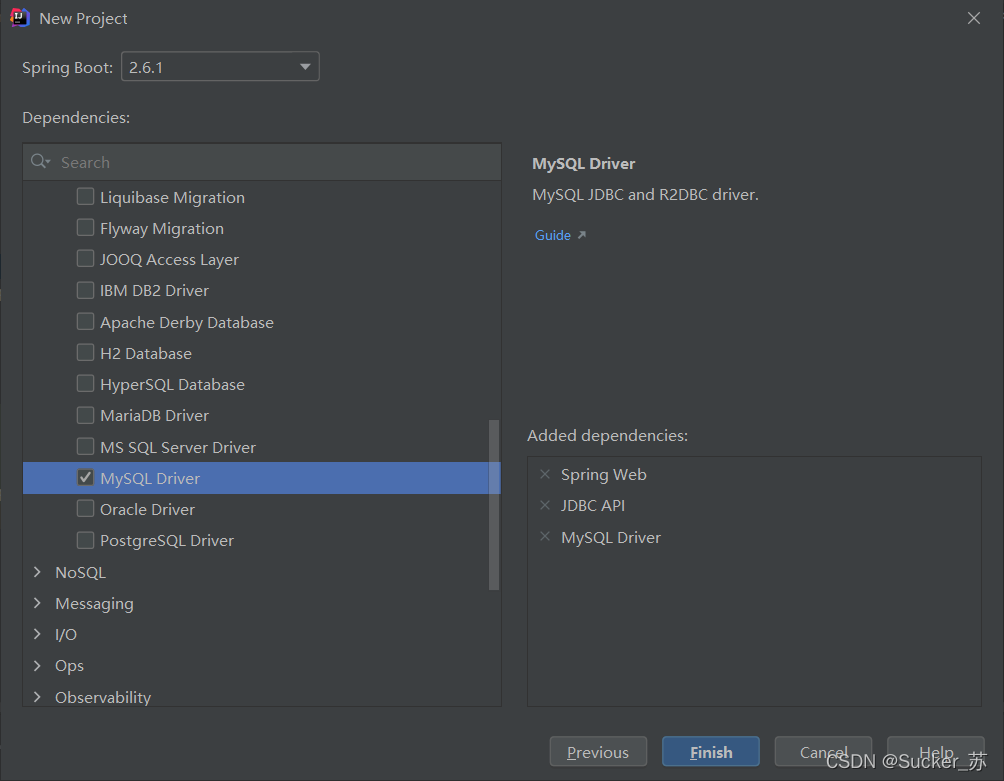 New Project
Spring Boot: 2.6.1
Dependencies:
Search
Liquibase Migration
Flyway Migration
JOOQ Access Layer
IBM DB2 Driver
Apache Derby Database
H2 Database
HyperSQL Database
MariaDB Driver
MS SQL Server Driver
MySQL Driver
Oracle Driver
PostgreSQL Driver
NoSQL
Messaging
I/O
Ops
Observability
MySQL Driver
MySQL JDBC and R2DBC driver.
Guide
Added dependencies:
Spring Web
JDBC API
MySQL Driver
Previous Finish Cancel Help
CSDN @Sucker_苏